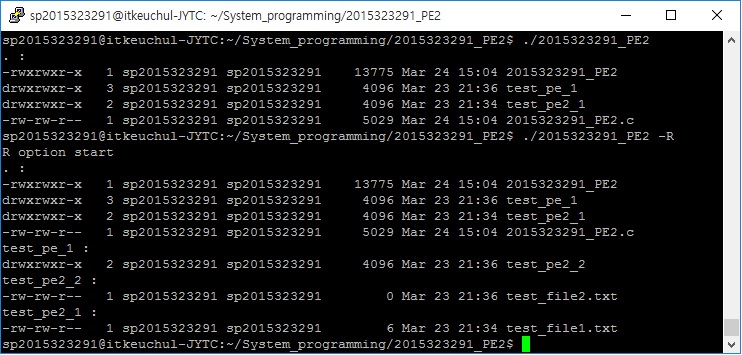 sp2015323291@itkeuchul-JYTC: ~/System_programming/2015323291_PE2
sp2015323291@itkeuchul-JYTC:~/System_programming/2015323291_PE2$ ./2015323291_PE2
. :
-rwxrwxr-x   1 sp2015323291 sp2015323291    13775 Mar 24 15:04 2015323291_PE2
drwxrwxr-x   3 sp2015323291 sp2015323291     4096 Mar 23 21:36 test_pe_1
drwxrwxr-x   2 sp2015323291 sp2015323291     4096 Mar 23 21:34 test_pe2_1
-rw-rw-r--   1 sp2015323291 sp2015323291     5029 Mar 24 15:04 2015323291_PE2.c
sp2015323291@itkeuchul-JYTC:~/System_programming/2015323291_PE2$ ./2015323291_PE2 -R
R option start
. :
-rwxrwxr-x   1 sp2015323291 sp2015323291    13775 Mar 24 15:04 2015323291_PE2
drwxrwxr-x   3 sp2015323291 sp2015323291     4096 Mar 23 21:36 test_pe_1
drwxrwxr-x   2 sp2015323291 sp2015323291     4096 Mar 23 21:34 test_pe2_1
-rw-rw-r--   1 sp2015323291 sp2015323291     5029 Mar 24 15:04 2015323291_PE2.c
test_pe_1 :
drwxrwxr-x   2 sp2015323291 sp2015323291     4096 Mar 23 21:36 test_pe2_2
test_pe2_2 :
-rw-rw-r--   1 sp2015323291 sp2015323291        0 Mar 23 21:36 test_file2.txt
test_pe2_1 :
-rw-rw-r--   1 sp2015323291 sp2015323291        6 Mar 23 21:34 test_file1.txt
sp2015323291@itkeuchul-JYTC:~/System_programming/2015323291_PE2$